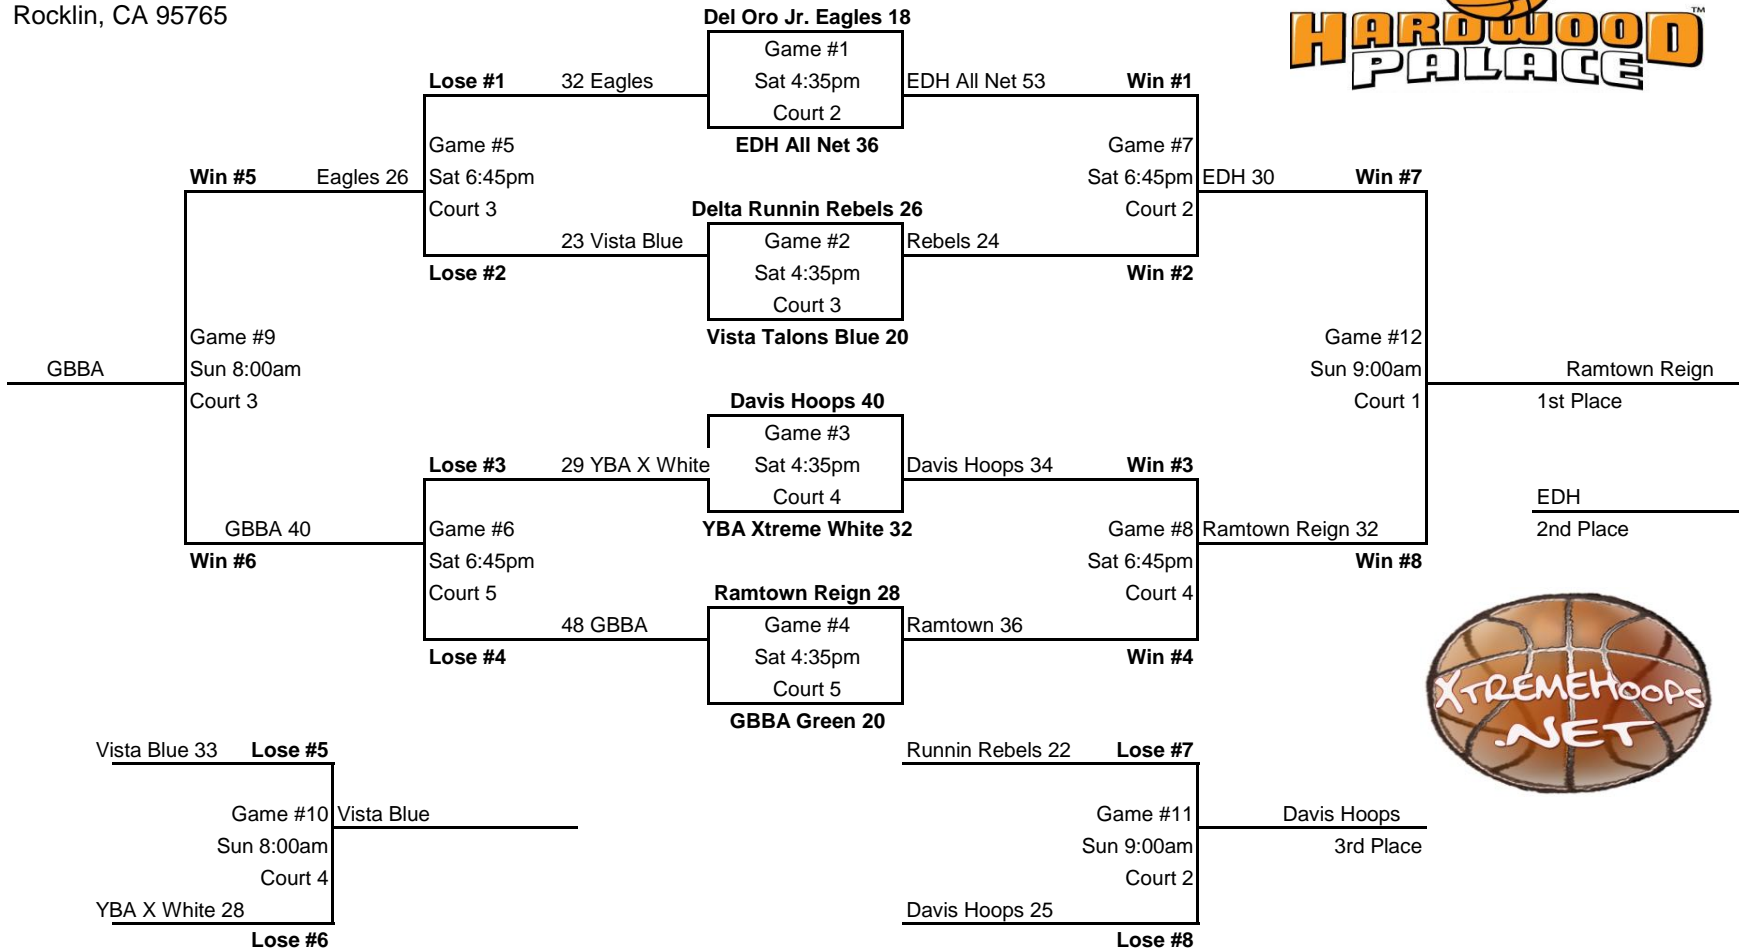 Rocklin, CA 95765
HARDWOOD
PALACE
TM
Del Oro Jr. Eagles 18
Game #1
Lose #1 32 Eagles Sat 4:35pm EDH All Net 53 Win #1
Court 2
Game #5 EDH All Net 36 Game #7
Win #5 Eagles 26 Sat 6:45pm Sat 6:45pm EDH 30 Win #7
Court 3 Delta Runnin Rebels 26 Court 2
23 Vista Blue Game #2 Rebels 24
Lose #2 Sat 4:35pm Win #2
Court 3
Game #9 Vista Talons Blue 20 Game #12
GBBA Sun 8:00am Sun 9:00am Ramtown Reign
Court 3 Davis Hoops 40 Court 1 1st Place
Game #3
Lose #3 29 YBA X White Sat 4:35pm Davis Hoops 34 Win #3
Court 4 EDH
GBBA 40 Game #6 YBA Xtreme White 32 Game #8 Ramtown Reign 32 2nd Place
Win #6 Sat 6:45pm Sat 6:45pm Win #8
Court 5 Ramtown Reign 28 Court 4
48 GBBA Game #4 Ramtown 36
Lose #4 Sat 4:35pm Win #4
Court 5
GBBA Green 20
XTREMEHOOPS
.NET
Vista Blue 33 Lose #5 Runnin Rebels 22 Lose #7
Game #10 Vista Blue Game #11 Davis Hoops
Sun 8:00am Sun 9:00am 3rd Place
Court 4 Court 2
YBA X White 28 Davis Hoops 25
Lose #6 Lose #8